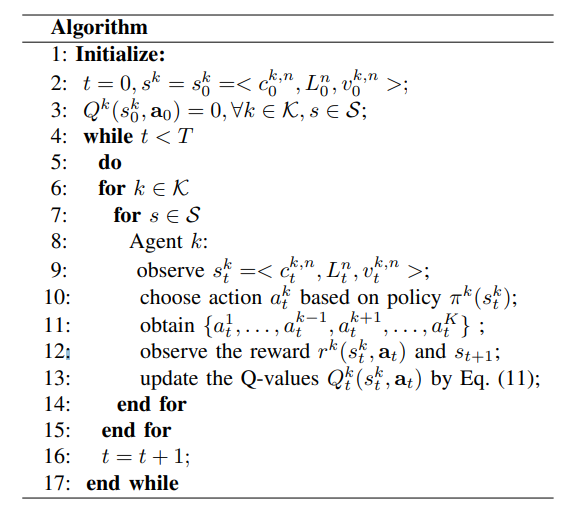 Algorithm
1: Initialize:
2: t = 0, s^k = s_0^k =< c_0^{k,n}, L_0^n, v_0^{k,n} >;
3: Q^k(s_0^k, a_0) = 0, ∀k ∈ 𝒦, s ∈ 𝒮;
4: while t < T
5: do
6: for k ∈ 𝒦
7: for s ∈ 𝒮
8: Agent k:
9: observe s_t^k =< c_t^{k,n}, L_t^n, v_t^{k,n} >;
10: choose action a_t^k based on policy π^k(s_t^k);
11: obtain {a_t^1, . . . , a_t^{k−1}, a_t^{k+1}, . . . , a_t^K} ;
12: observe the reward r^k(s_t^k, a_t) and s_{t+1};
13: update the Q-values Q_t^k(s_t^k, a_t) by Eq. (11);
14: end for
15: end for
16: t = t + 1;
17: end while